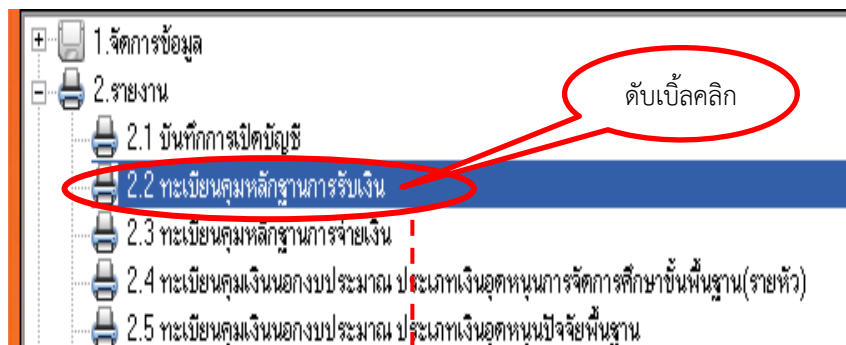 1.จัดการข้อมูล
2.รายงาน
ดับเบิ้ลคลิก
2.1 บันทึกการเปิดบัญชี
2.2 ทะเบียนคุมหลักฐานการรับเงิน
2.3 ทะเบียนคุมหลักฐานการจ่ายเงิน
2.4 ทะเบียนคุมเงินนอกงบประมาณ ประเภทเงินอุดหนุนการจัดการศึกษาขั้นพื้นฐาน(รายหัว)
2.5 ทะเบียนคุมเงินนอกงบประมาณ ประเภทเงินอุดหนุนปัจจัยพื้นฐาน